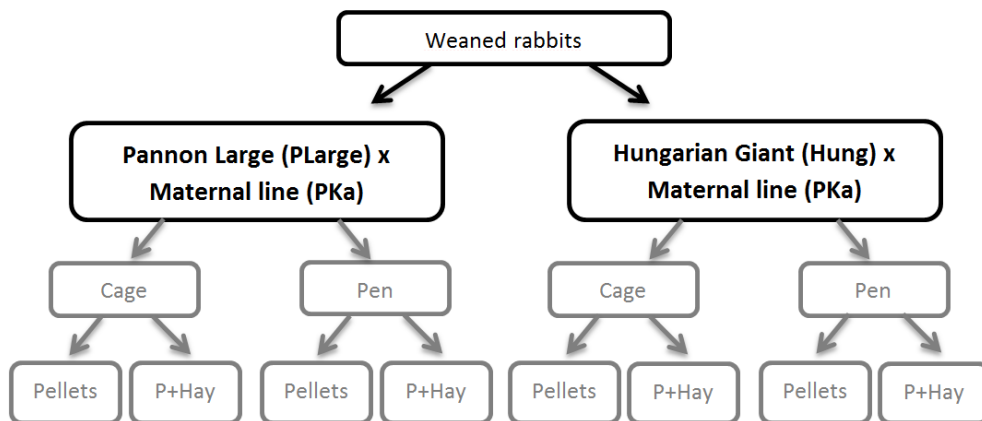 Weaned rabbits
Pannon Large (PLarge) x
Maternal line (PKa)
Hungarian Giant (Hung) x
Maternal line (PKa)
Cage
Pen
Cage
Pen
Pellets
P+Hay
Pellets
P+Hay
Pellets
P+Hay
Pellets
P+Hay